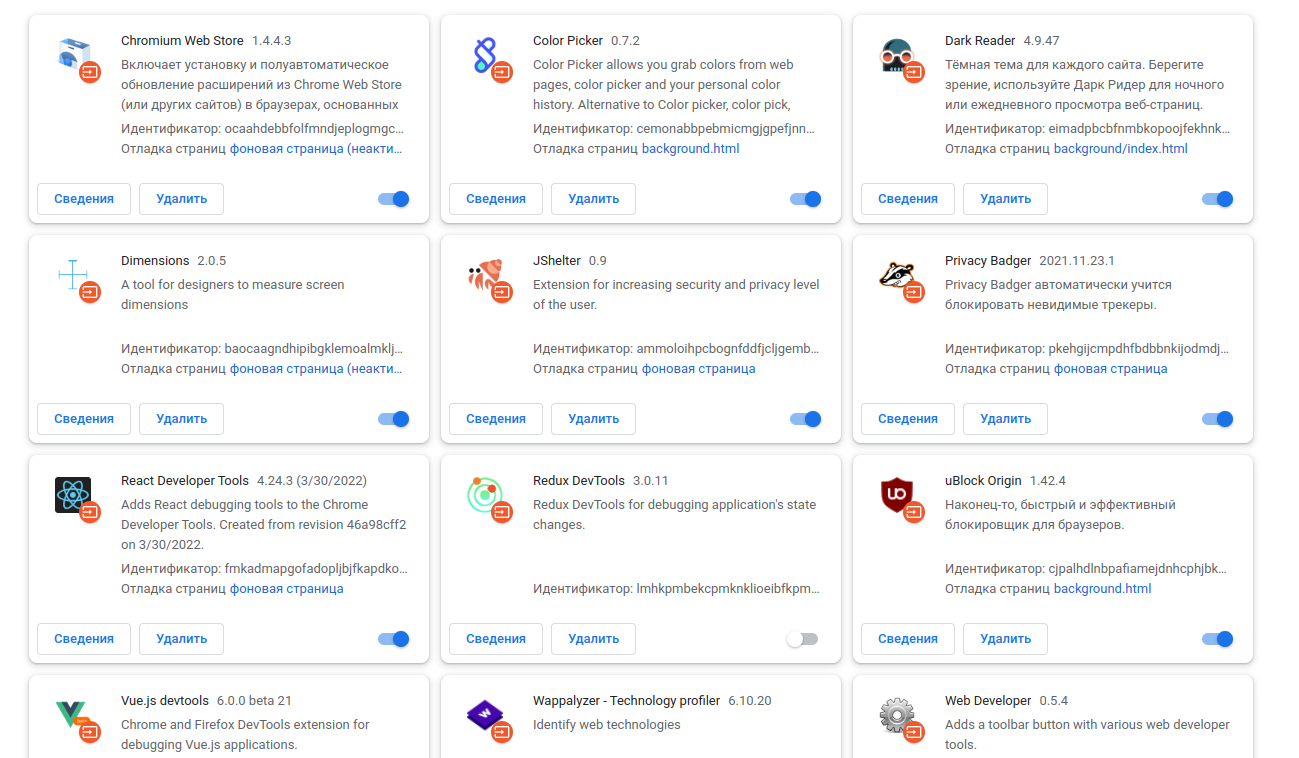 Chromium Web Store 1.4.4.3
Включает установку и полуавтоматическое
обновление расширений из Chrome Web Store
(или других сайтов) в браузерах, основанных
Идентификатор: ocaahdebbfolfmndjeplogmgc...
Отладка страниц фоновая страница (неакти...
Сведения Удалить
Color Picker 0.7.2
Color Picker allows you grab colors from web
pages, color picker and your personal color
history. Alternative to Color picker, color pick,
Идентификатор: cemonabbpebmicmgjgpefjnn...
Отладка страниц background.html
Сведения Удалить
Dark Reader 4.9.47
Тёмная тема для каждого сайта. Берегите
зрение, используйте Дарк Ридер для ночного
или ежедневного просмотра веб-страниц.
Идентификатор: eimadpbcbfnmbkopoojfekhnk...
Отладка страниц background/index.html
Сведения Удалить
Dimensions 2.0.5
A tool for designers to measure screen
dimensions
Идентификатор: baocaagndhipibgklemoalmklj...
Отладка страниц фоновая страница (неакти...
Сведения Удалить
JShelter 0.9
Extension for increasing security and privacy level
of the user.
Идентификатор: ammoloihpcbognfddfjcljgemb...
Отладка страниц фоновая страница
Сведения Удалить
Privacy Badger 2021.11.23.1
Privacy Badger автоматически учится
блокировать невидимые трекеры.
Идентификатор: pkehgijcmpdhfbdbbnkijodmdj...
Отладка страниц фоновая страница
Сведения Удалить
React Developer Tools 4.24.3 (3/30/2022)
Adds React debugging tools to the Chrome
Developer Tools. Created from revision 46a98cff2
on 3/30/2022.
Идентификатор: fmkadmapgofadopljbjfkapdko...
Отладка страниц фоновая страница
Сведения Удалить
Redux DevTools 3.0.11
Redux DevTools for debugging application's state
changes.
Идентификатор: lmhkpmbekcpmknklioeibfkpm...
Сведения Удалить
uBlock Origin 1.42.4
Наконец-то, быстрый и эффективный
блокировщик для браузеров.
Идентификатор: cjpalhdlnbpafiamejdnhcphjbk...
Отладка страниц background.html
Сведения Удалить
Vue.js devtools 6.0.0 beta 21
Chrome and Firefox DevTools extension for
debugging Vue.js applications.
Wappalyzer - Technology profiler 6.10.20
Identify web technologies
Web Developer 0.5.4
Adds a toolbar button with various web developer
tools.